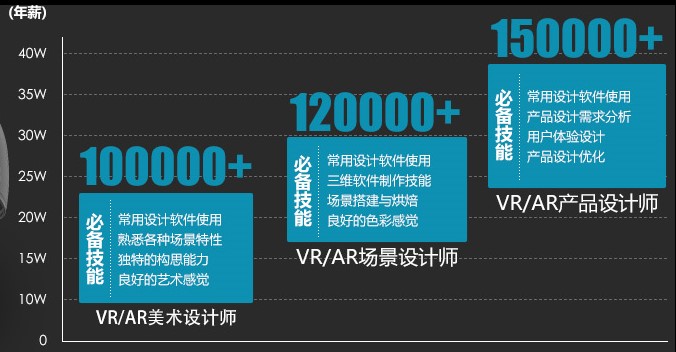 (年薪)
40W
35W
30W
25W
20W
15W
10W
0
100000+
必备技能
常用设计软件使用
熟悉各种场景特性
独特的构思能力
良好的艺术感觉
VR/AR美术设计师
120000+
必备技能
常用设计软件使用
三维软件制作技能
场景搭建与烘焙
良好的色彩感觉
VR/AR场景设计师
150000+
必备技能
常用设计软件使用
产品设计需求分析
用户体验设计
产品设计优化
VR/AR产品设计师